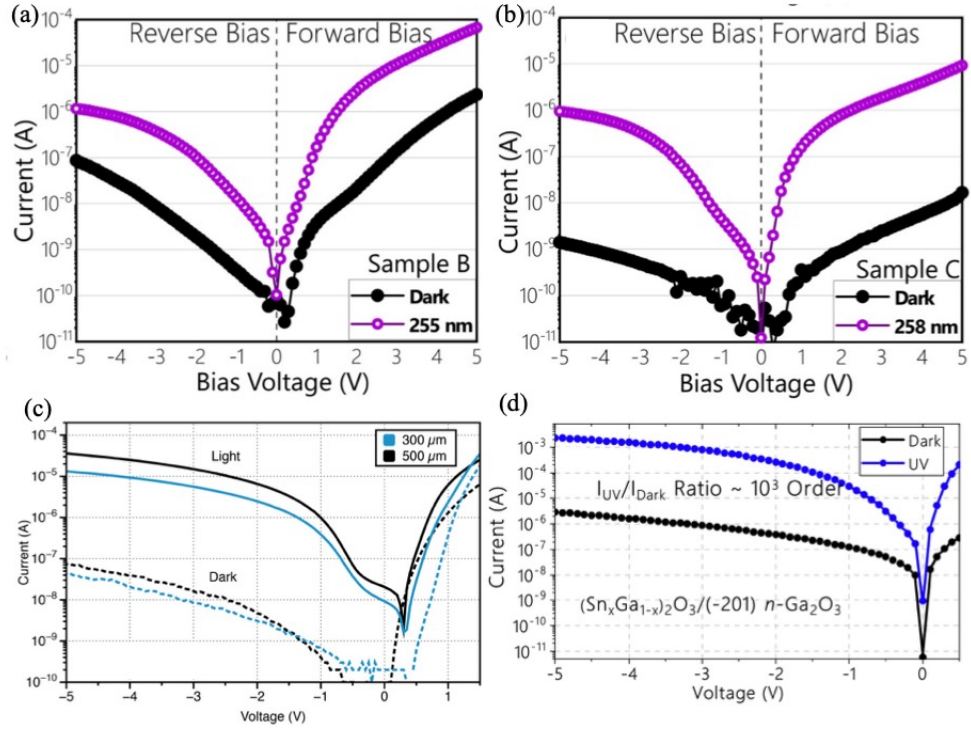 (a)
Reverse Bias Forward Bias
10⁻⁴
10⁻⁵
10⁻⁶
10⁻⁷
10⁻⁸
10⁻⁹
10⁻¹⁰
10⁻¹¹
Current (A)
Sample B
Dark
255 nm
-5 -4 -3 -2 -1 0 1 2 3 4 5
Bias Voltage (V)
(b)
Reverse Bias Forward Bias
10⁻⁴
10⁻⁵
10⁻⁶
10⁻⁷
10⁻⁸
10⁻⁹
10⁻¹⁰
10⁻¹¹
Current (A)
Sample C
Dark
258 nm
-5 -4 -3 -2 -1 0 1 2 3 4 5
Bias Voltage (V)
(c)
10⁻⁴
10⁻⁵
10⁻⁶
10⁻⁷
10⁻⁸
10⁻⁹
10⁻¹⁰
Current (A)
300 µm
500 µm
Light
Dark
−5 −4 −3 −2 −1 0 1
Voltage (V)
(d)
10⁻³
10⁻⁴
10⁻⁵
10⁻⁶
10⁻⁷
10⁻⁸
10⁻⁹
10⁻¹⁰
10⁻¹¹
Current (A)
Dark
UV
I_UV/I_Dark Ratio ~ 10³ Order
(SnₓGa₁₋ₓ)₂O₃/(-201) n-Ga₂O₃
-5 -4 -3 -2 -1 0
Voltage (V)